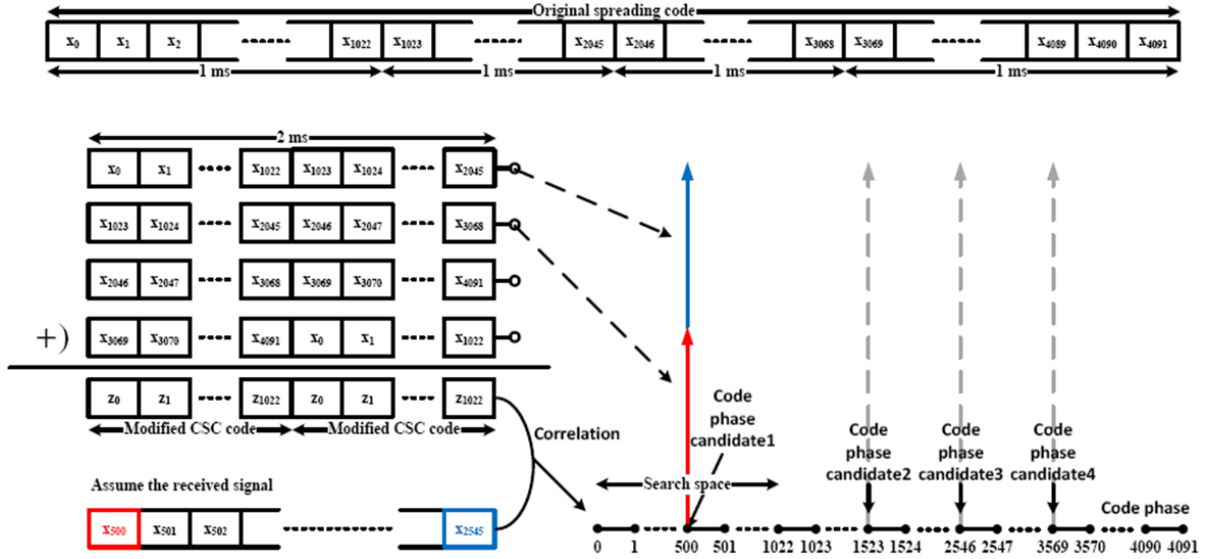 Original spreading code
x0 x1 x2 x1022 x1023 x2045 x2046 x3068 x3069 x4089 x4090 x4091
1 ms 1 ms 1 ms 1 ms
2 ms
x0 x1 x1022 x1023 x1024 x2045
x1023 x1024 x2045 x2046 x2047 x3068
x2046 x2047 x3068 x3069 x3070 x4091
+) x3069 x3070 x4091 x0 x1 x1022
z0 z1 z1022 z0 z1 z1022
Modified CSC code Modified CSC code
Correlation
Assume the received signal
x500 x501 x502 x2545
Code
phase
candidate1
Code
phase
candidate2
Code
phase
candidate3
Code
phase
candidate4
Search space
Code phase
0 1 500 501 1022 1023 1523 1524 2546 2547 3569 3570 4090 4091